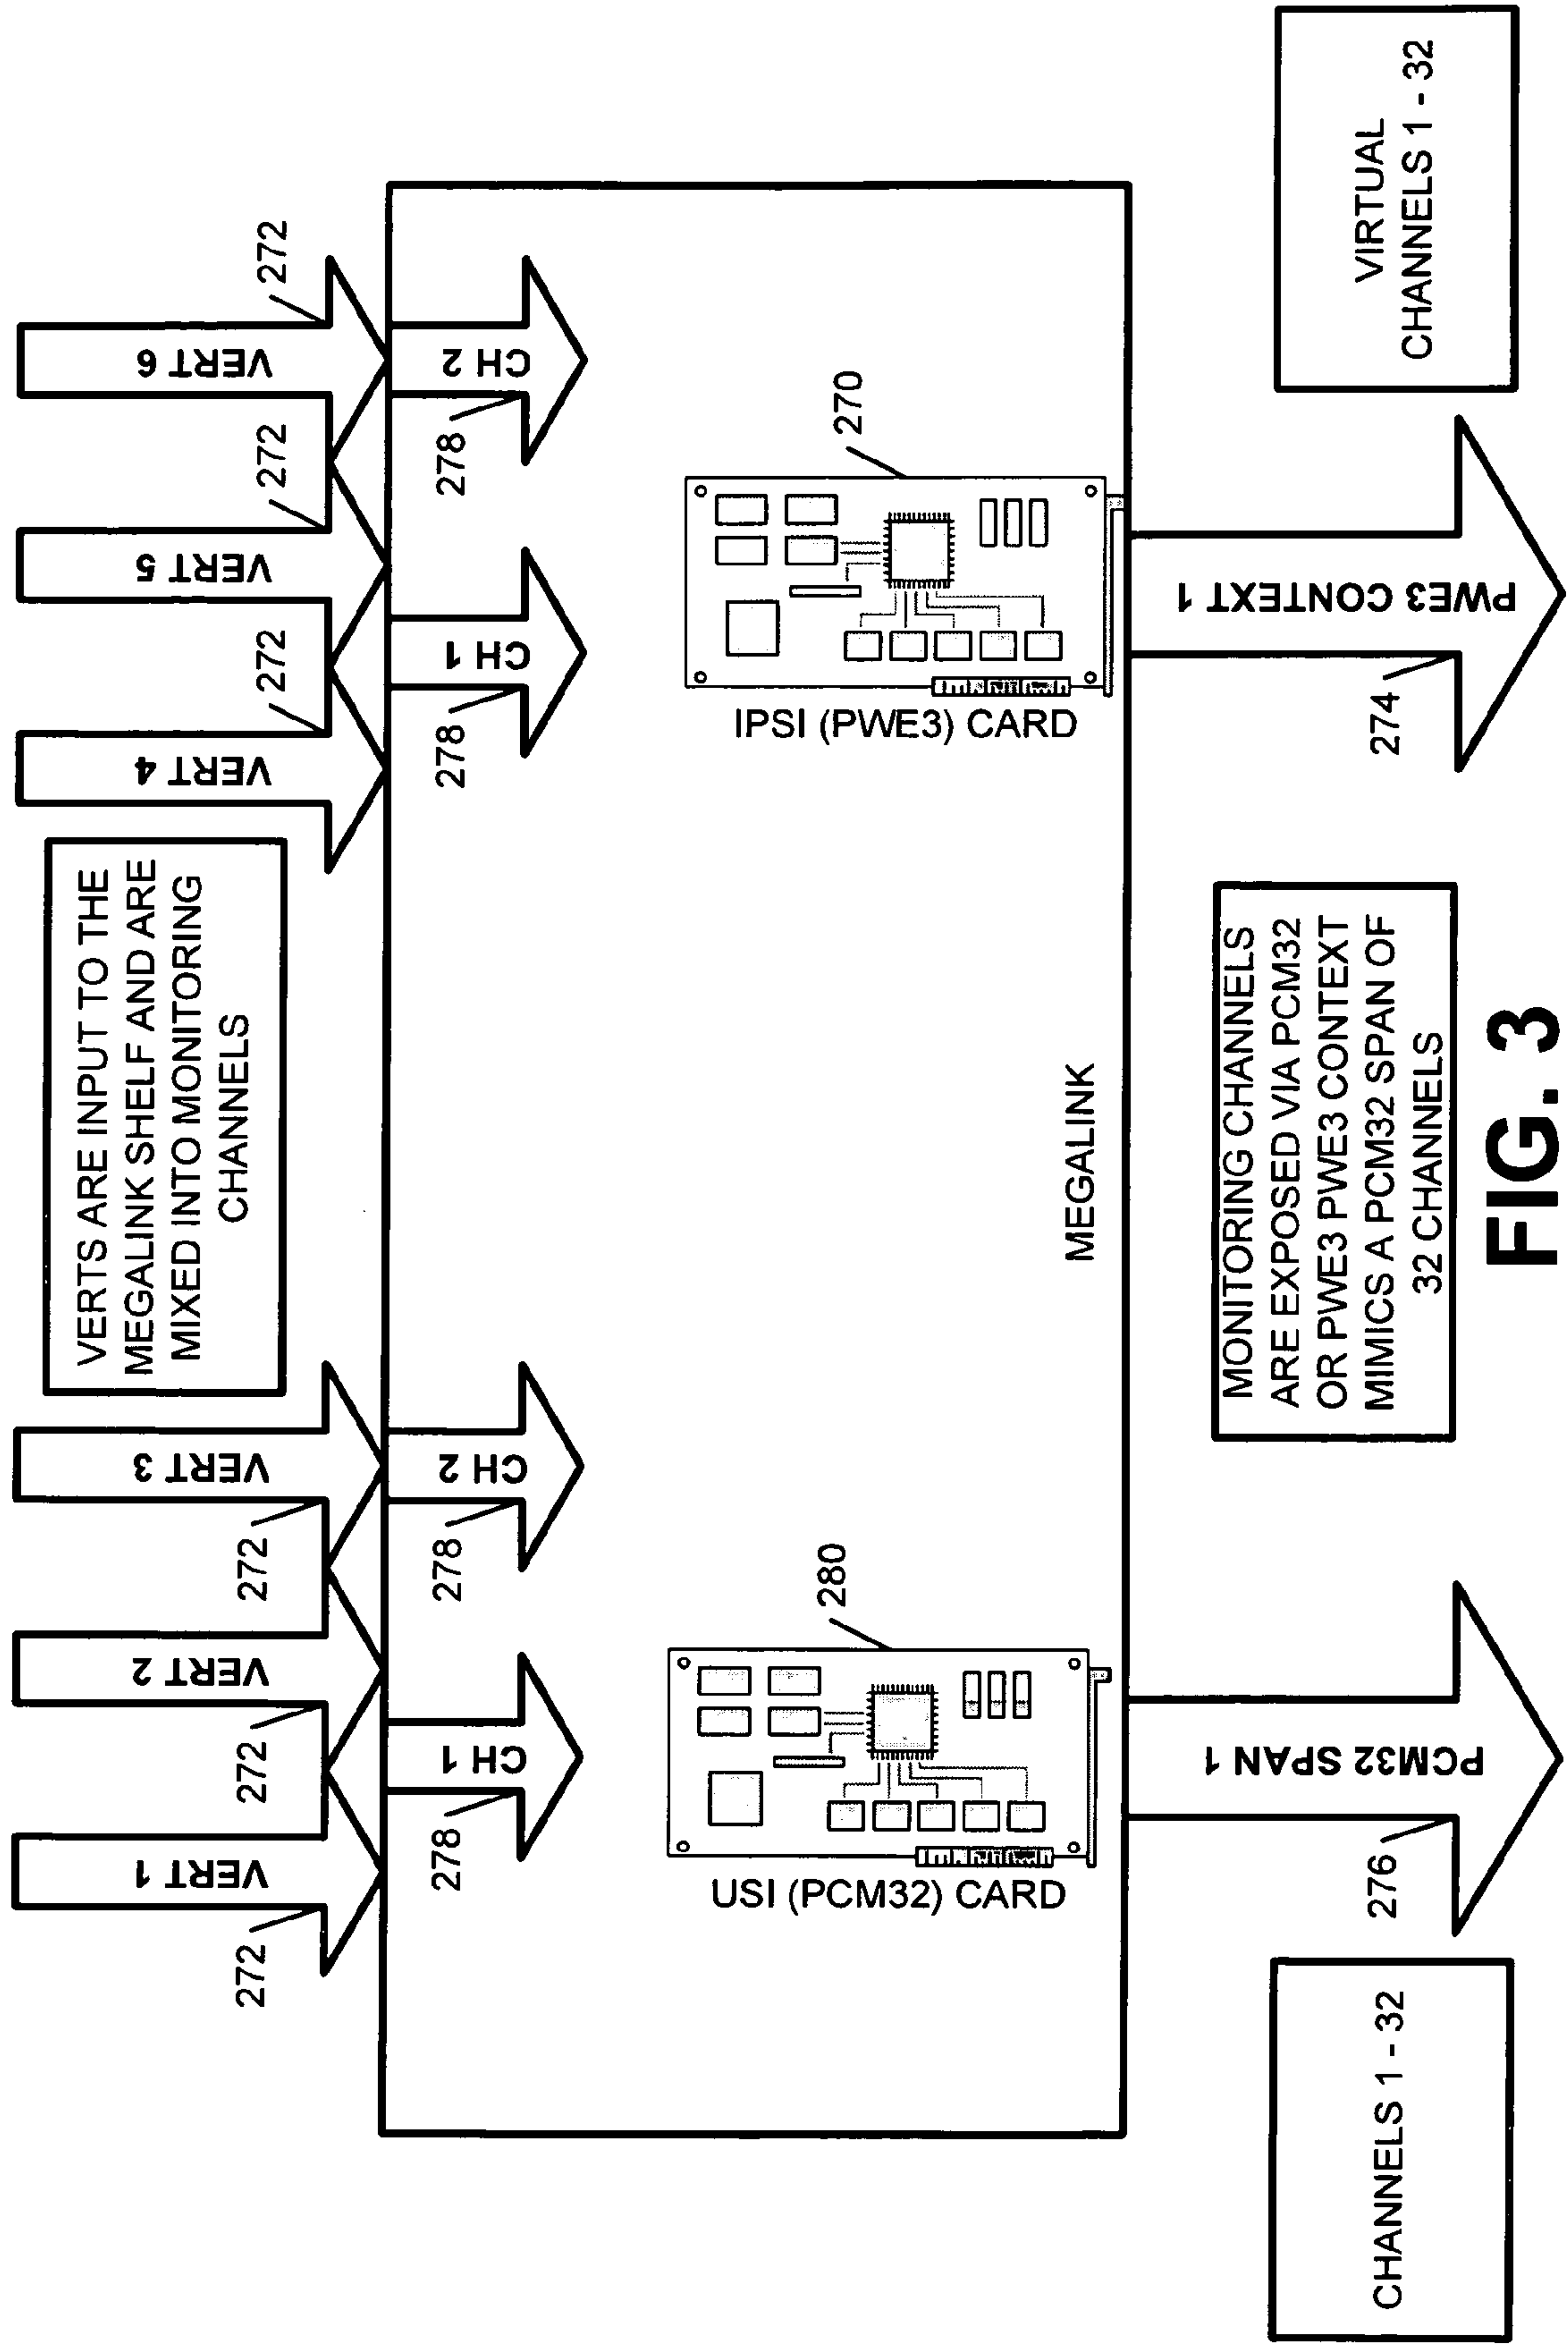 VERT 1
272
VERT 2
272
VERT 3
272
272
VERTS ARE INPUT TO THE
MEGALINK SHELF AND ARE
MIXED INTO MONITORING
CHANNELS
VERT 4
272
VERT 5
272
VERT 6
272
CH 1
278
CH 2
278
CH 1
278
CH 2
278
USI (PCM32) CARD
280
IPSI (PWE3) CARD
270
MEGALINK
CHANNELS 1 - 32
276
PCM32 SPAN 1
MONITORING CHANNELS
ARE EXPOSED VIA PCM32
OR PWE3 PWE3 CONTEXT
MIMICS A PCM32 SPAN OF
32 CHANNELS
274
PWE3 CONTEXT 1
VIRTUAL
CHANNELS 1 - 32
FIG. 3